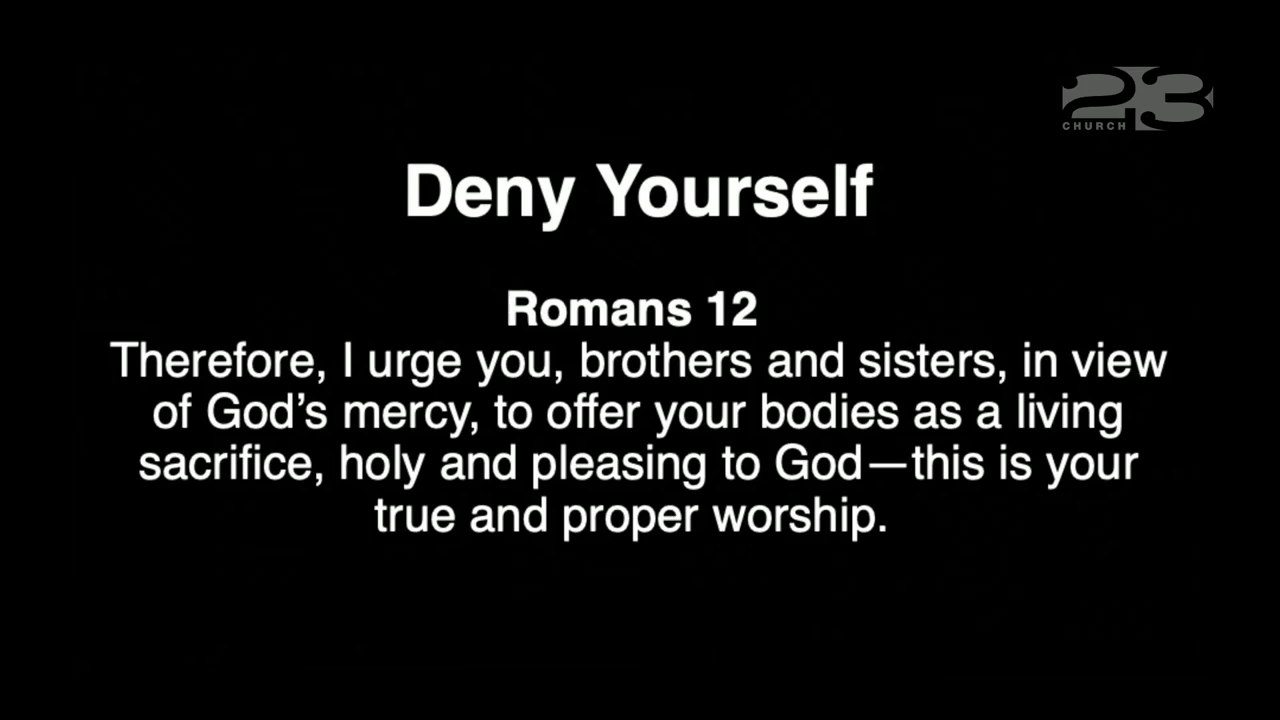 23
CHURCH
Deny Yourself
Romans 12
Therefore, I urge you, brothers and sisters, in view
of God’s mercy, to offer your bodies as a living
sacrifice, holy and pleasing to God—this is your
true and proper worship.